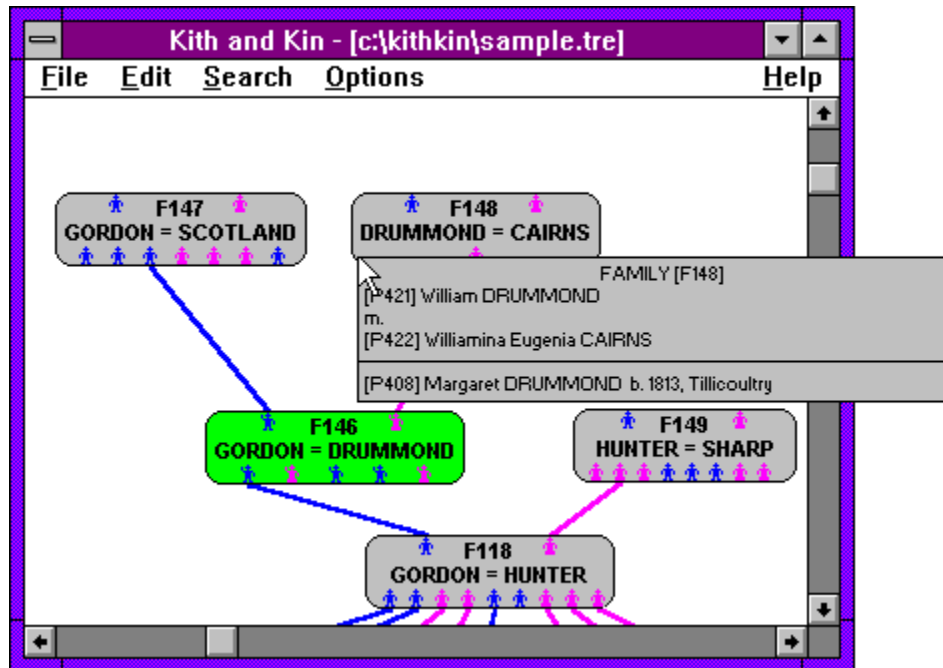 Kith and Kin - [c:\kithkin\sample.tre]
File Edit Search Options Help
F147
GORDON = SCOTLAND
F148
DRUMMOND = CAIRNS
FAMILY [F148]
[P421] William DRUMMOND
m.
[P422] Williamina Eugenia CAIRNS
[P408] Margaret DRUMMOND b. 1813, Tillicoultry
F146
GORDON = DRUMMOND
F149
HUNTER = SHARP
F118
GORDON = HUNTER